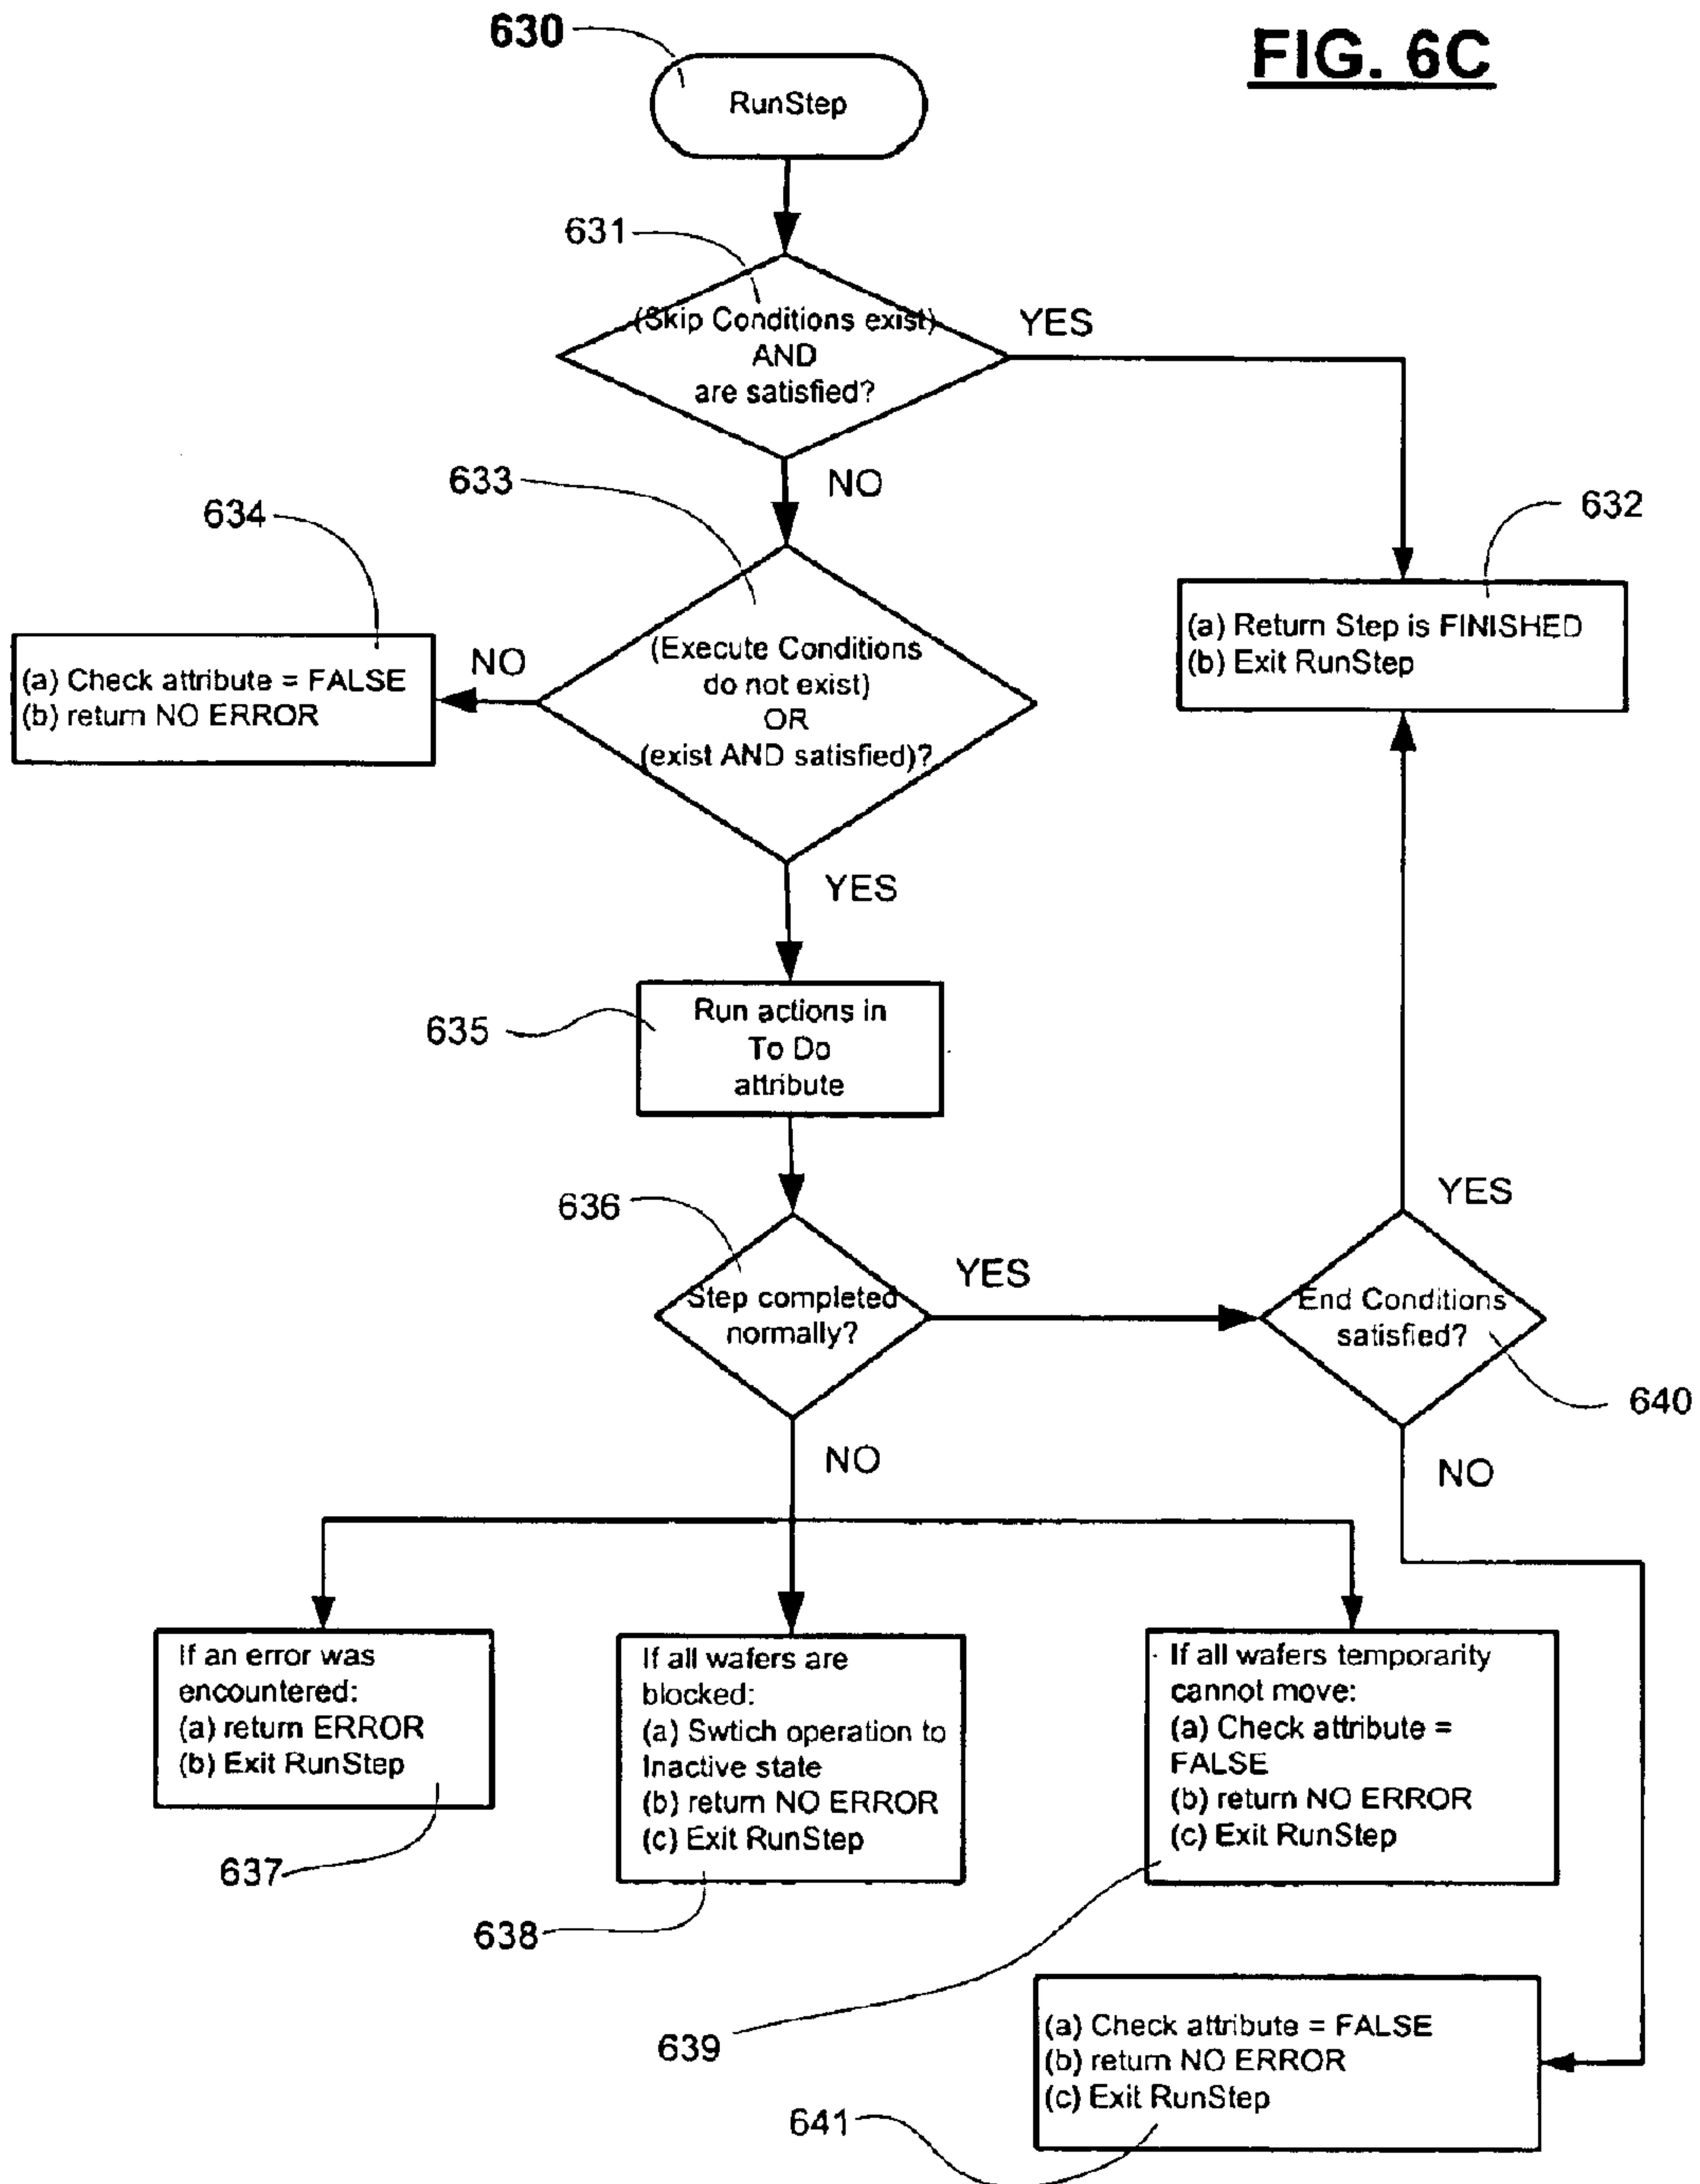 FIG. 6C
630
RunStep
631
(Skip Conditions exist)
AND
are satisfied?
YES
NO
632
(a) Return Step is FINISHED
(b) Exit RunStep
633
(Execute Conditions
do not exist)
OR
(exist AND satisfied)?
NO
634
(a) Check attribute = FALSE
(b) return NO ERROR
YES
635
Run actions in
To Do
attribute
636
Step completed
normally?
YES
NO
End Conditions
satisfied?
640
YES
NO
If an error was
encountered:
(a) return ERROR
(b) Exit RunStep
637
If all wafers are
blocked:
(a) Swtich operation to
Inactive state
(b) return NO ERROR
(c) Exit RunStep
638
If all wafers temporarity
cannot move:
(a) Check attribute =
FALSE
(b) return NO ERROR
(c) Exit RunStep
639
(a) Check attribute = FALSE
(b) return NO ERROR
(c) Exit RunStep
641